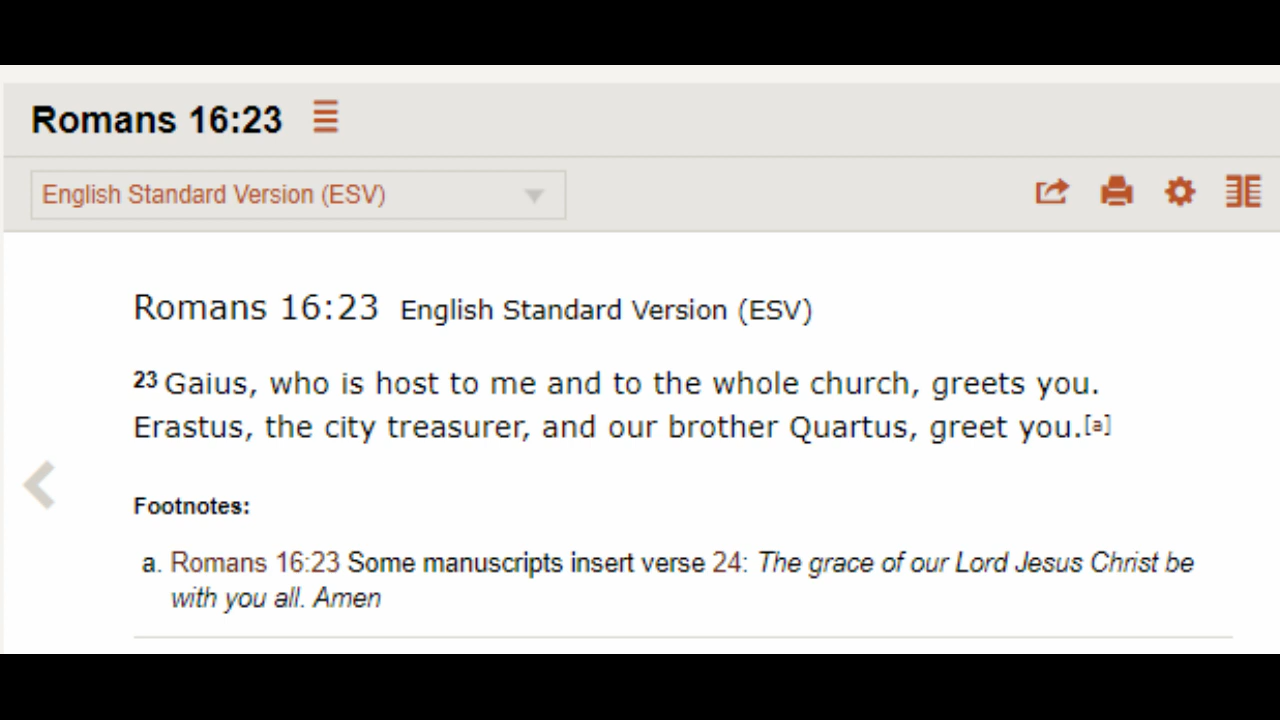 Romans 16:23
English Standard Version (ESV)
Romans 16:23 English Standard Version (ESV)
23 Gaius, who is host to me and to the whole church, greets you.
Erastus, the city treasurer, and our brother Quartus, greet you.[a]
Footnotes:
a. Romans 16:23 Some manuscripts insert verse 24: The grace of our Lord Jesus Christ be
with you all. Amen